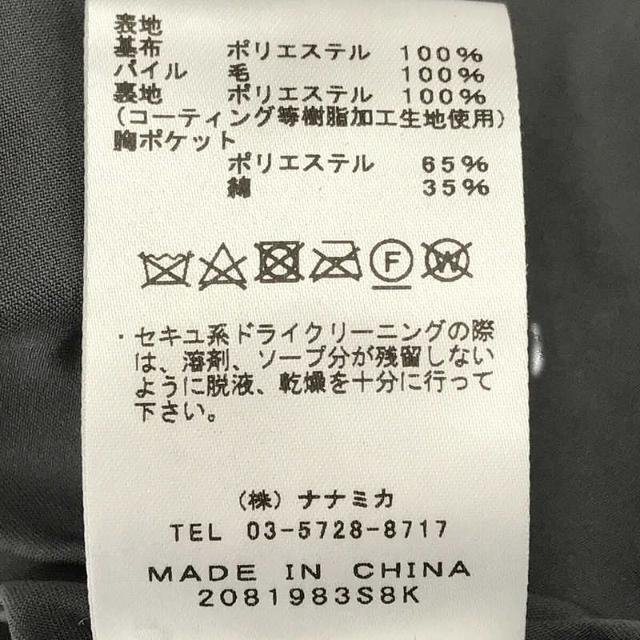 表地
基布 ポリエステル 100%
パイル 毛 100%
裏地 ポリエステル 100%
(コーティング等樹脂加工生地使用)
胸ポケット
ポリエステル 65%
綿 35%
F W
・セキユ系ドライクリーニングの際
は、溶剤、ソープ分が残留しない
ように脱液、乾燥を十分に行って
下さい。
(株) ナナミカ
TEL 03-5728-8717
MADE IN CHINA
2081983S8K